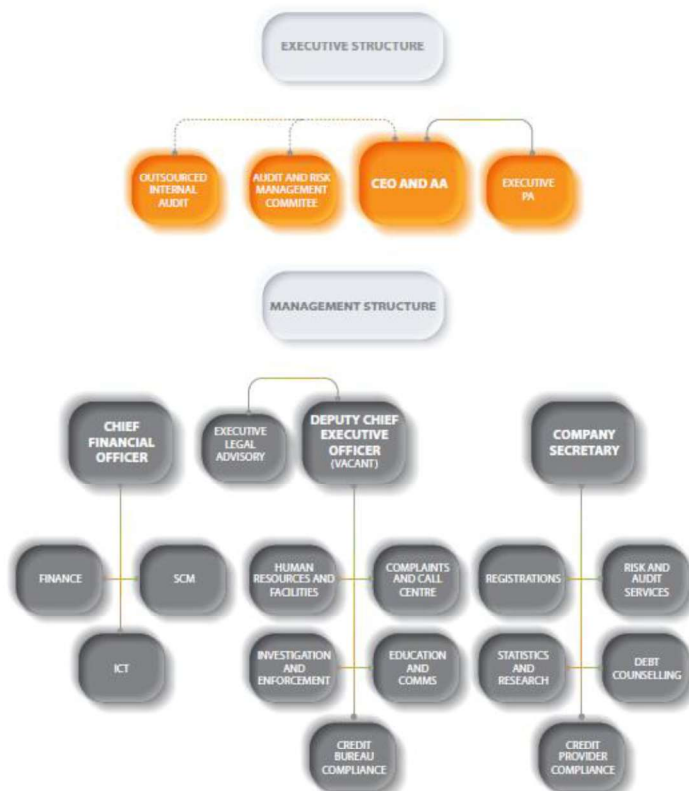 EXECUTIVE STRUCTURE
OUTSOURCED
INTERNAL
AUDIT
AUDIT AND RISK
MANAGEMENT
COMMITEE
CEO AND AA
EXECUTIVE
PA
MANAGEMENT STRUCTURE
CHIEF
FINANCIAL
OFFICER
EXECUTIVE
LEGAL
ADVISORY
DEPUTY CHIEF
EXECUTIVE
OFFICER
(VACANT)
COMPANY
SECRETARY
FINANCE
SCM
HUMAN
RESOURCES AND
FACILITIES
COMPLAINTS
AND CALL
CENTRE
REGISTRATIONS
RISK AND
AUDIT
SERVICES
ICT
INVESTIGATION
AND
ENFORCEMENT
EDUCATION
AND
COMMS
STATISTICS
AND
RESEARCH
DEBT
COUNSELLING
CREDIT
BUREAU
COMPLIANCE
CREDIT
PROVIDER
COMPLIANCE